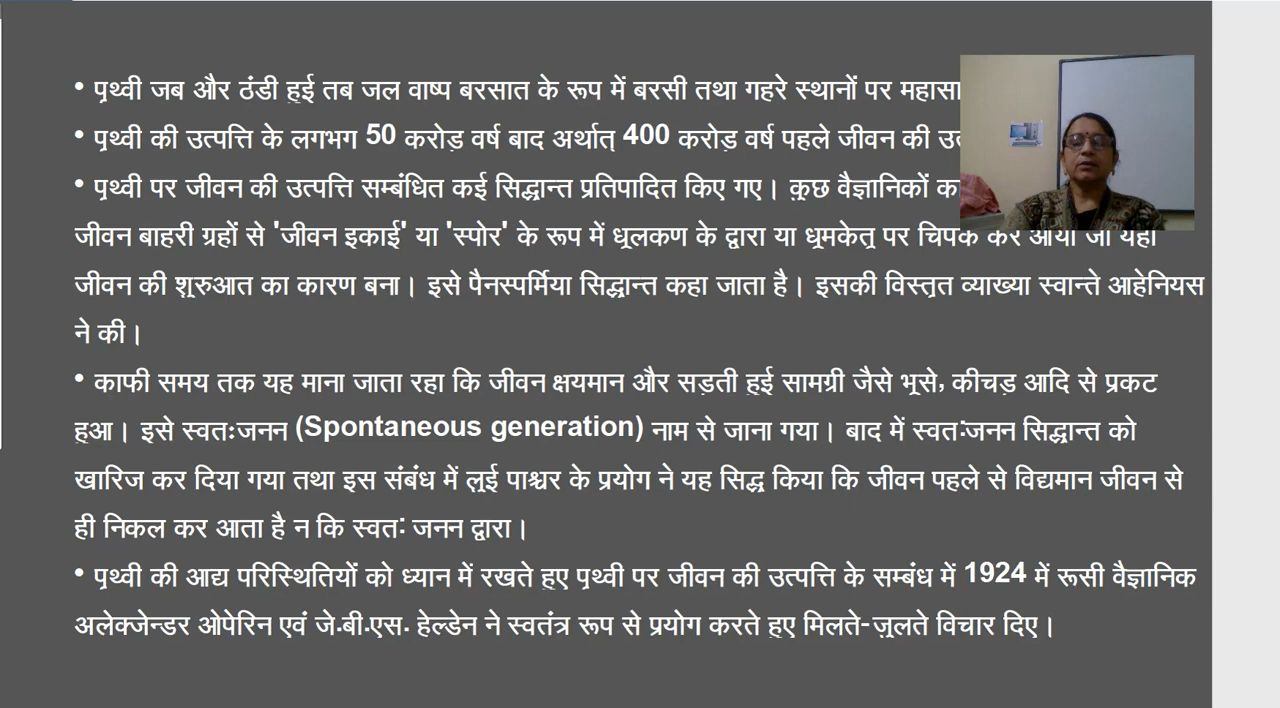 • पृथ्वी जब और ठंडी हुई तब जल वाष्प बरसात के रूप में बरसी तथा गहरे स्थानों पर
• पृथ्वी की उत्पत्ति के लगभग 50 करोड़ वर्ष बाद अर्थात् 400 करोड़ वर्ष पहले जीवन की
• पृथ्वी पर जीवन की उत्पत्ति सम्बंधित कई सिद्धान्त प्रतिपादित किए गए। कुछ वैज्ञानिकों
जीवन बाहरी ग्रहों से 'जीवन इकाई' या 'स्पोर' के रूप में धूलकण के द्वारा या धूमकेतु पर चिपक कर आया जो यहाँ
जीवन की शुरुआत का कारण बना। इसे पैनस्पर्मिया सिद्धान्त कहा जाता है। इसकी विस्तृत व्याख्या स्वान्ते आहेनियस
ने की।
• काफी समय तक यह माना जाता रहा कि जीवन क्षयमान और सड़ती हुई सामग्री जैसे भूसे, कीचड़ आदि से प्रकट
हुआ। इसे स्वतःजनन (Spontaneous generation) नाम से जाना गया। बाद में स्वत:जनन सिद्धान्त को
खारिज कर दिया गया तथा इस संबंध में लुई पाश्चर के प्रयोग ने यह सिद्ध किया कि जीवन पहले से विद्यमान जीवन से
ही निकल कर आता है न कि स्वत: जनन द्वारा।
• पृथ्वी की आद्य परिस्थितियों को ध्यान में रखते हुए पृथ्वी पर जीवन की उत्पत्ति के सम्बंध में 1924 में रूसी वैज्ञानिक
अलेक्जेन्डर ओपेरिन एवं जे.बी.एस. हेल्डेन ने स्वतंत्र रूप से प्रयोग करते हुए मिलते-जुलते विचार दिए।